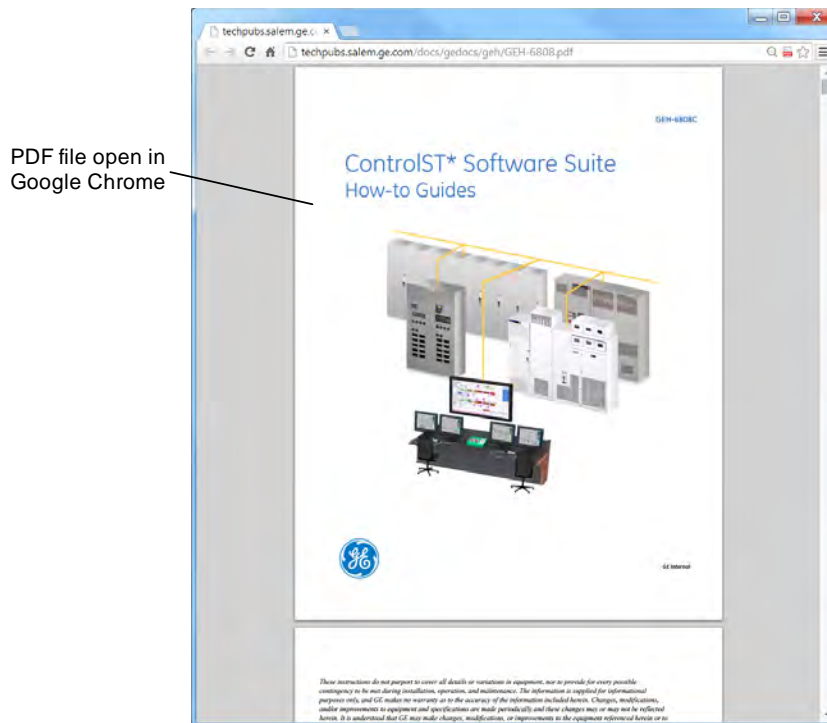 techpubs.salem.ge.c
techpubs.salem.ge.com/docs/gedocs/geh/GEH-6808.pdf
GEH-6808C
PDF file open in
Google Chrome
ControlST* Software Suite
How-to Guides
GE
GE Internal
These instructions do not purport to cover all details or variations in equipment, nor to provide for every possible
contingency to be met during installation, operation, and maintenance. The information is supplied for informational
purposes only, and GE makes no warranty as to the accuracy of the information included herein. Changes, modifications,
and/or improvements to equipment and specifications are made periodically and these changes may or may not be reflected
herein. It is understood that GE may make changes, modifications, or improvements to the equipment referenced herein or to